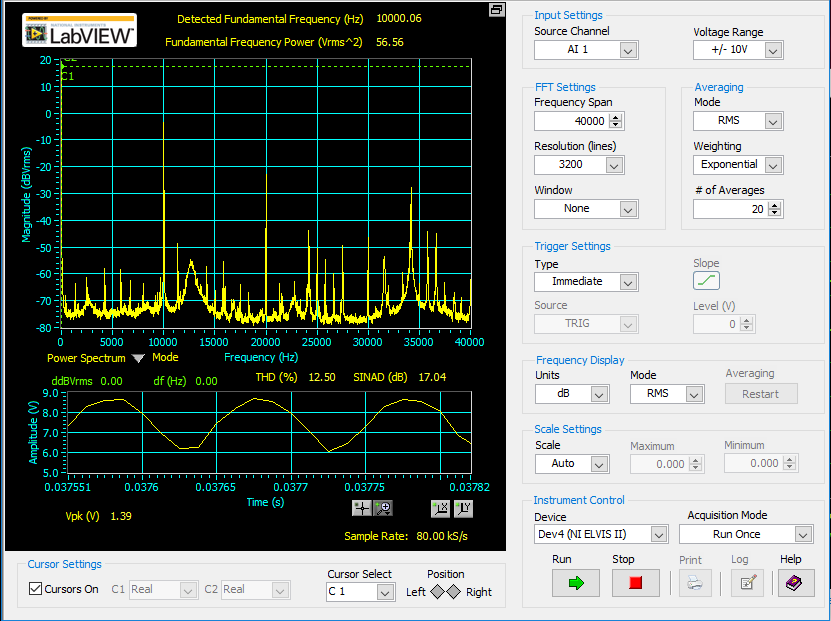 POWERED BY
NATIONAL INSTRUMENTS
LabVIEW™
Detected Fundamental Frequency (Hz) 10000.06
Fundamental Frequency Power (Vrms^2) 56.56
C2
C1
Magnitude (dBVrms)
20
10
0
-10
-20
-30
-40
-50
-60
-70
-80
0 5000 10000 15000 20000 25000 30000 35000 40000
Power Spectrum Mode Frequency (Hz)
ddBVrms 0.00 df (Hz) 0.00 THD (%) 12.50 SINAD (dB) 17.04
Amplitude (V)
9.0
8.0
7.0
6.0
5.0
0.037551 0.0376 0.03765 0.0377 0.03775 0.03782
Time (s)
Vpk (V) 1.39
Sample Rate: 80.00 kS/s
Cursor Settings
Cursors On C1 Real C2 Real
Cursor Select
C 1
Position
Left Right
Input Settings
Source Channel Voltage Range
AI 1 +/- 10V
FFT Settings
Frequency Span
40000
Resolution (lines)
3200
Window
None
Averaging
Mode
RMS
Weighting
Exponential
# of Averages
20
Trigger Settings
Type Slope
Immediate
Source Level (V)
TRIG 0
Frequency Display
Units Mode Averaging
dB RMS Restart
Scale Settings
Scale Maximum Minimum
Auto 0.000 0.000
Instrument Control
Device Acquisition Mode
Dev4 (NI ELVIS II) Run Once
Run Stop Print Log Help